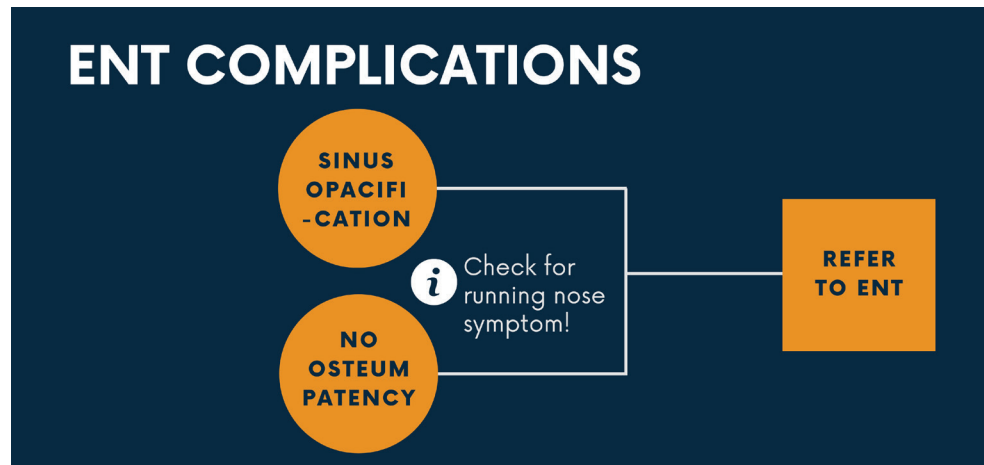 ENT COMPLICATIONS
SINUS
OPACIFI
-CATION
i
Check for
running nose
symptom!
NO
OSTEUM
PATENCY
REFER
TO ENT